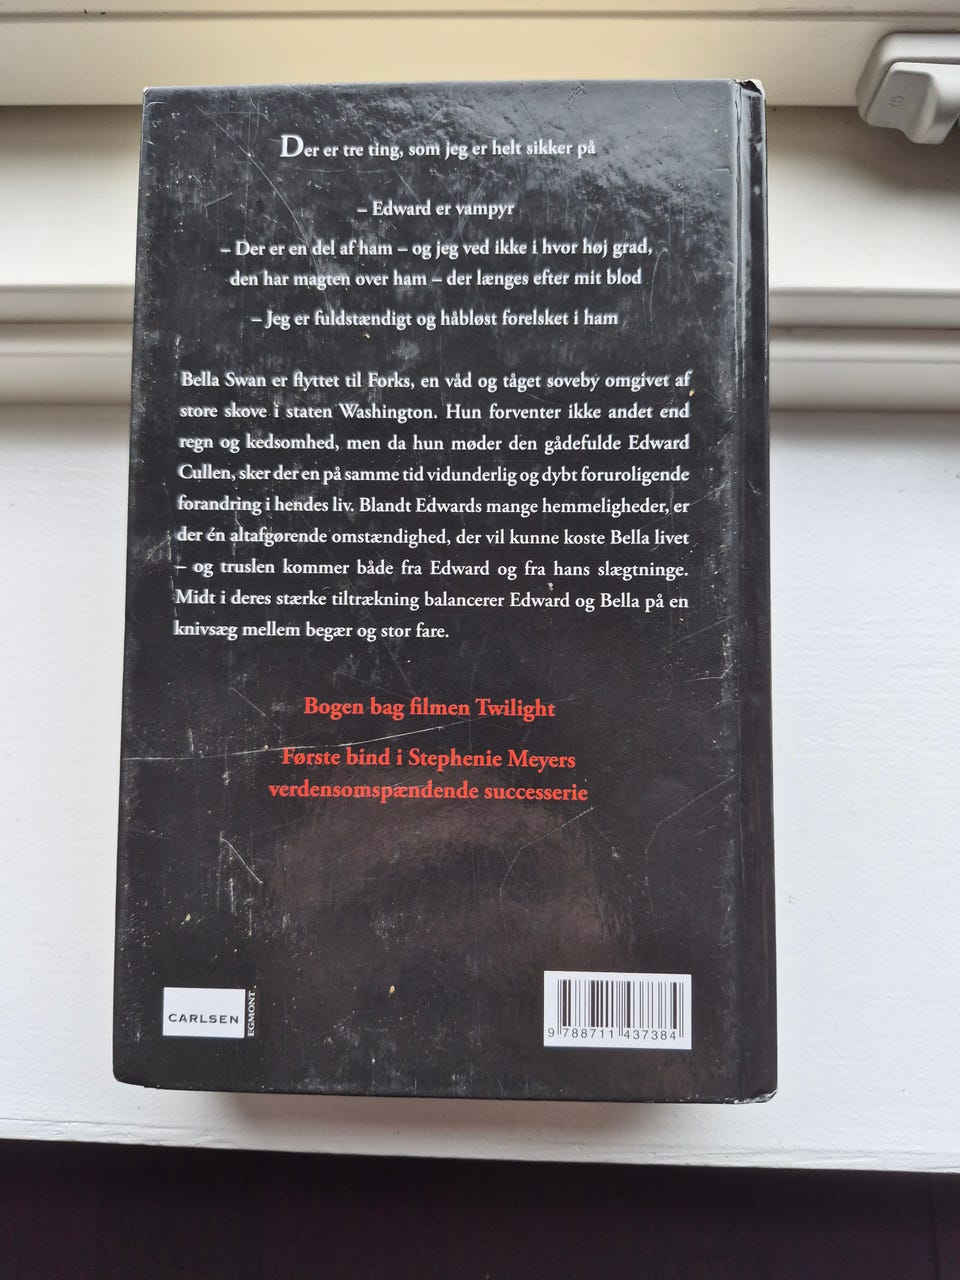 Der er tre ting, som jeg er helt sikker på
– Edward er vampyr
– Der er en del af ham – og jeg ved ikke i hvor høj grad,
den har magten over ham – der længes efter mit blod
– Jeg er fuldstændigt og håbløst forelsket i ham
Bella Swan er flyttet til Forks, en våd og tåget soveby omgivet af
store skove i staten Washington. Hun forventer ikke andet end
regn og kedsomhed, men da hun møder den gådefulde Edward
Cullen, sker der en på samme tid vidunderlig og dybt foruroligende
forandring i hendes liv. Blandt Edwards mange hemmeligheder, er
der én altafgørende omstændighed, der vil kunne koste Bella livet
– og truslen kommer både fra Edward og fra hans slægtninge.
Midt i deres stærke tiltrækning balancerer Edward og Bella på en
knivsæg mellem begær og stor fare.
Bogen bag filmen Twilight
Første bind i Stephenie Meyers
verdensomspændende successerie
CARLSEN
EGMONT
9 788711 437384